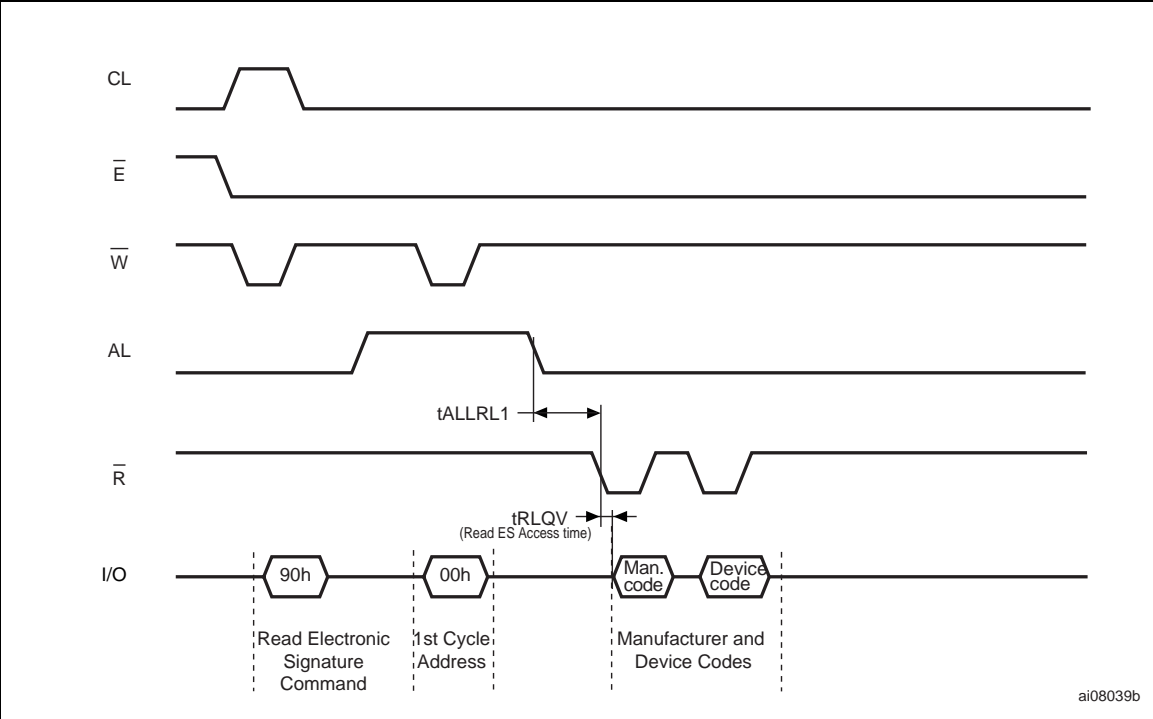 CL
E̅
W̅
AL
tALLRL1
R̅
tRLQV
(Read ES Access time)
I/O
90h
00h
Man.
code
Device
code
Read Electronic
Signature
Command
1st Cycle
Address
Manufacturer and
Device Codes
ai08039b